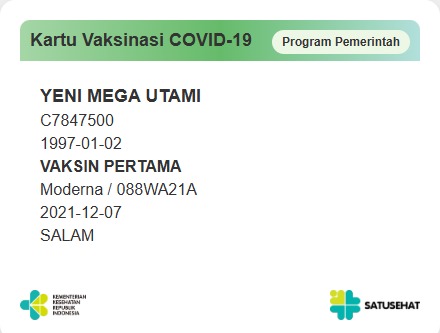 Kartu Vaksinasi COVID-19
Program Pemerintah
YENI MEGA UTAMI
C7847500
1997-01-02
VAKSIN PERTAMA
Moderna / 088WA21A
2021-12-07
SALAM
KEMENTERIAN
KESEHATAN
REPUBLIK
INDONESIA
SATUSEHAT